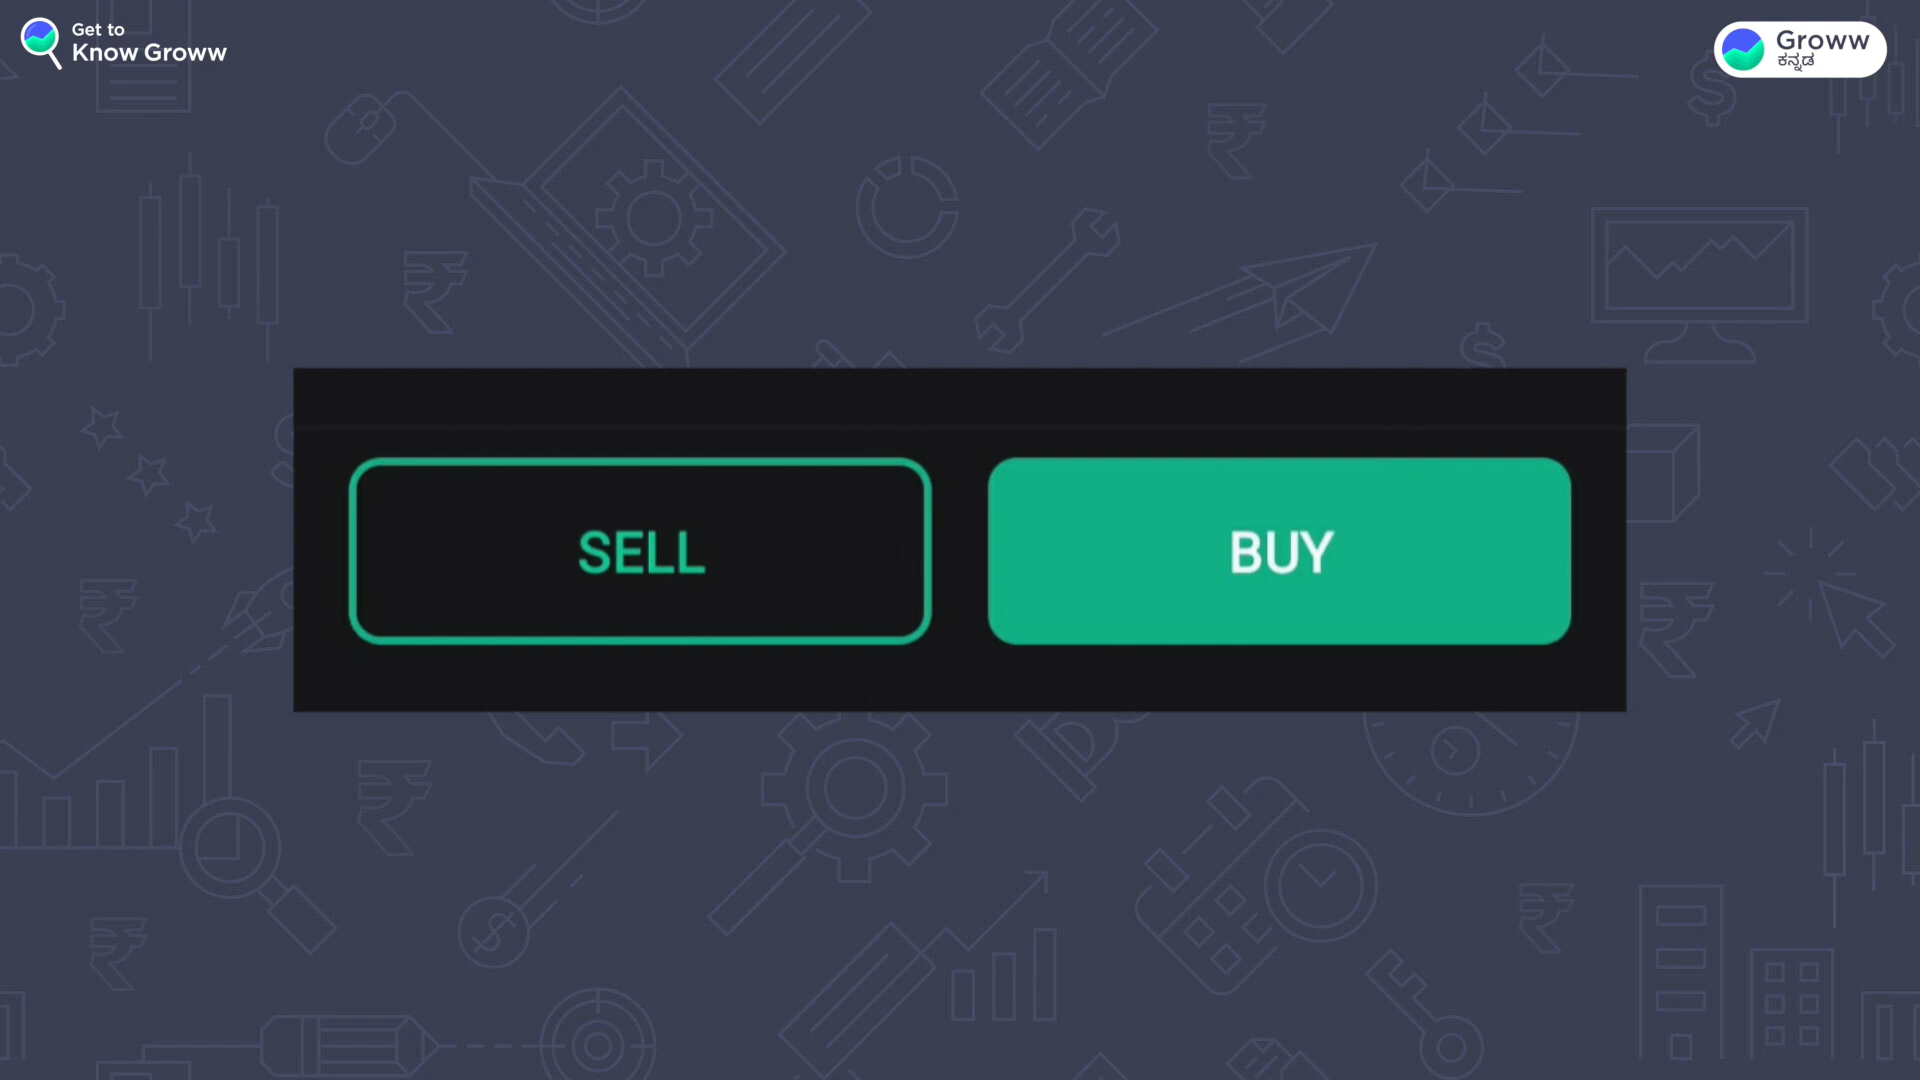 Get to
Know Groww
Groww
ಕನ್ನಡ
SELL
BUY